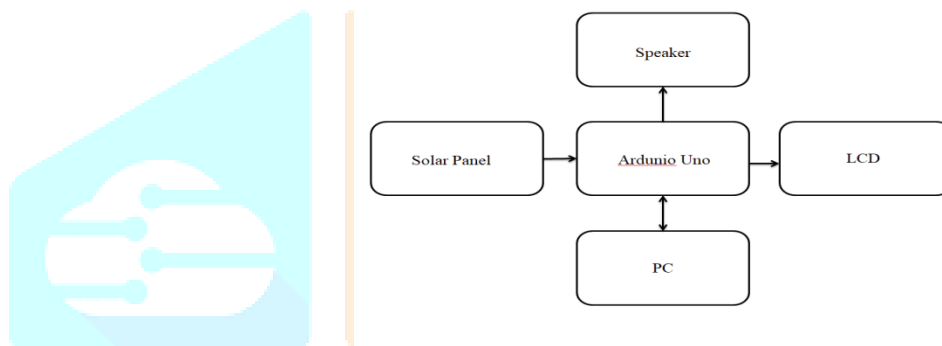 Speaker
Solar Panel
Ardunio Uno
LCD
PC